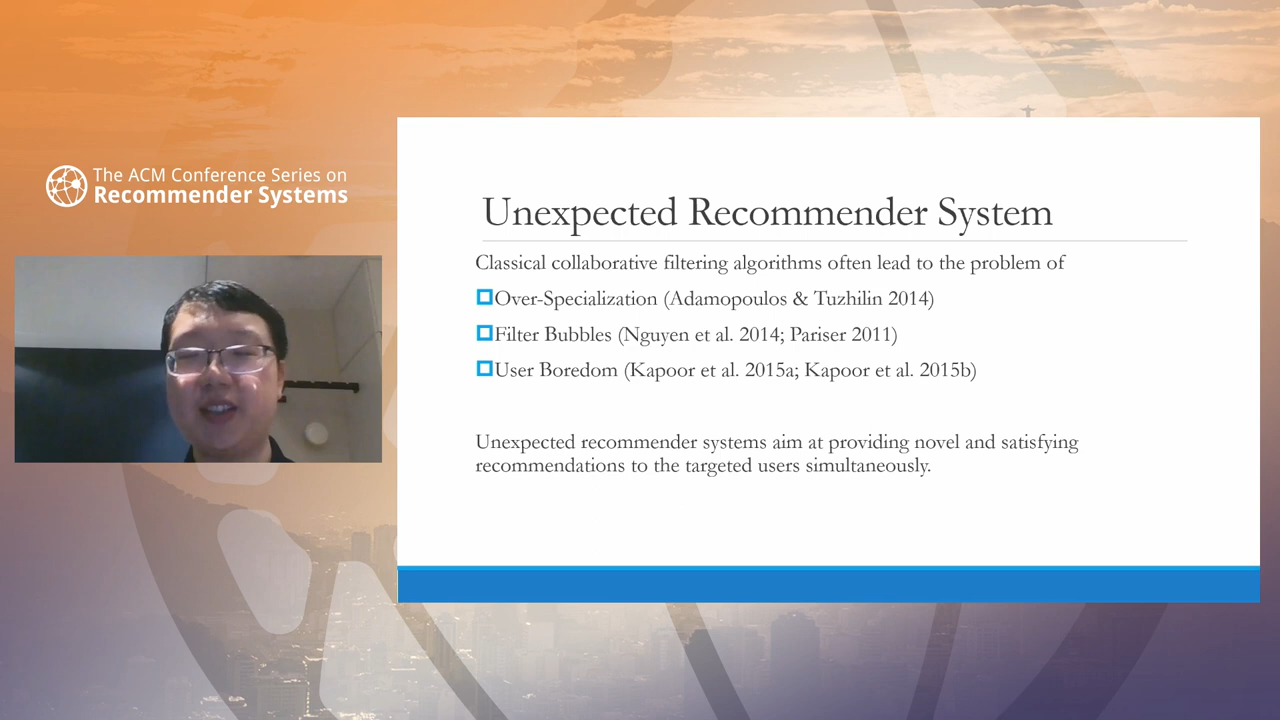 The ACM Conference Series on
Recommender Systems
Unexpected Recommender System
Classical collaborative filtering algorithms often lead to the problem of
Over-Specialization (Adamopoulos & Tuzhilin 2014)
Filter Bubbles (Nguyen et al. 2014; Pariser 2011)
User Boredom (Kapoor et al. 2015a; Kapoor et al. 2015b)
Unexpected recommender systems aim at providing novel and satisfying
recommendations to the targeted users simultaneously.